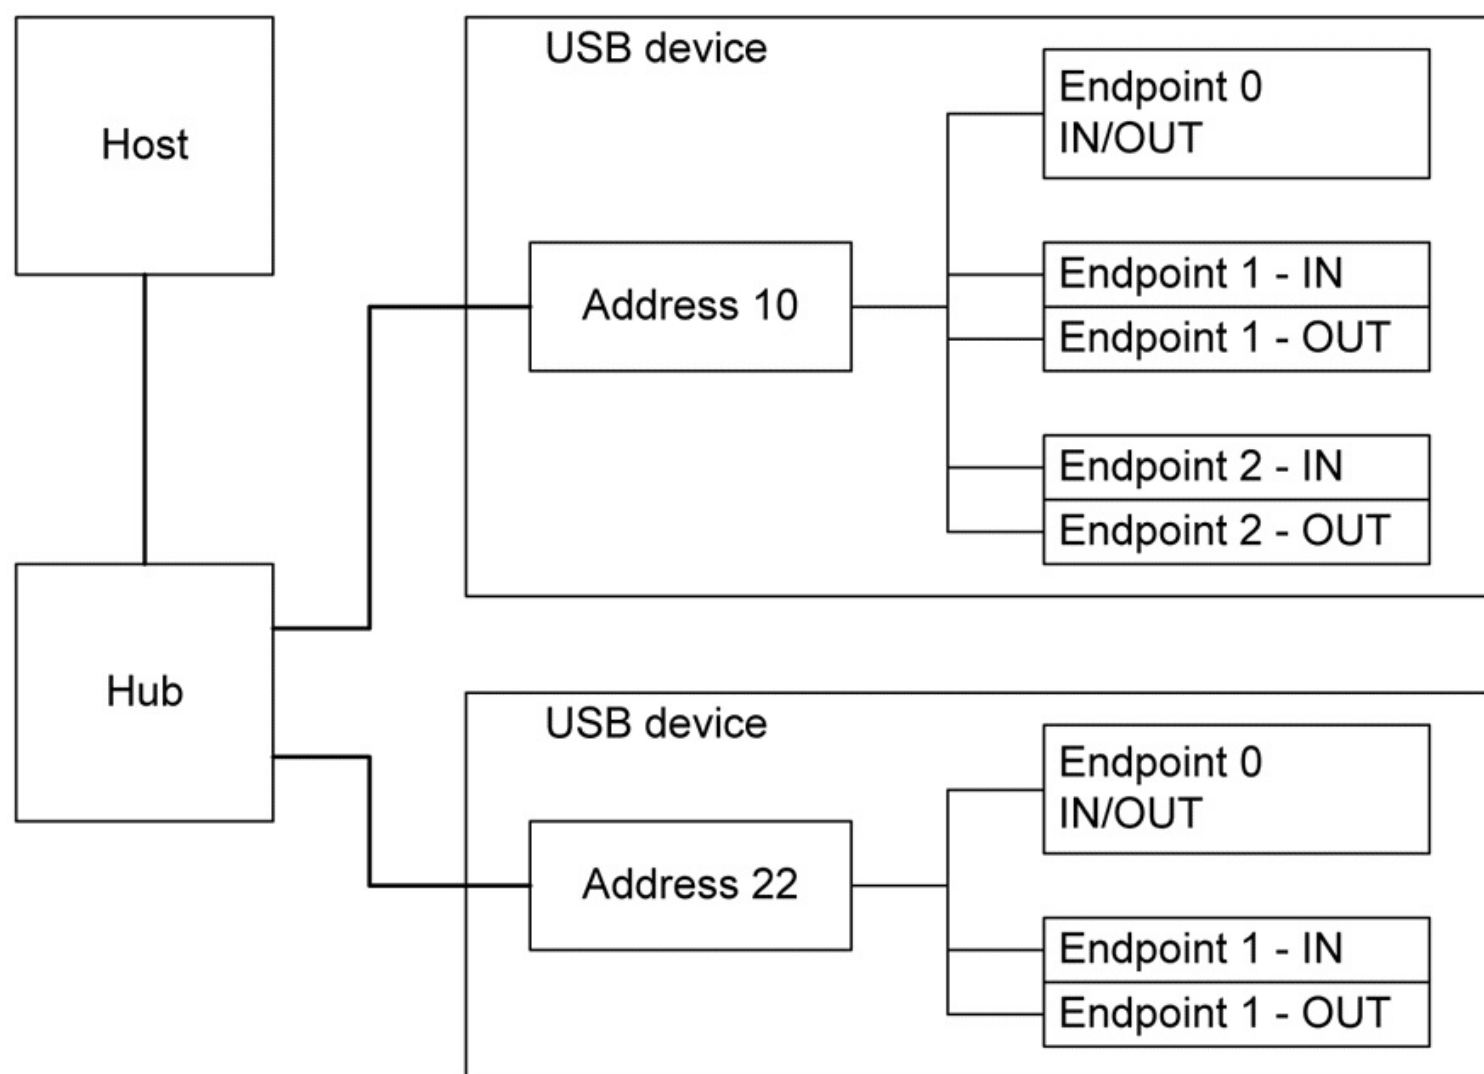 Host
Hub
USB device
Address 10
Endpoint 0
IN/OUT
Endpoint 1 - IN
Endpoint 1 - OUT
Endpoint 2 - IN
Endpoint 2 - OUT
USB device
Address 22
Endpoint 0
IN/OUT
Endpoint 1 - IN
Endpoint 1 - OUT